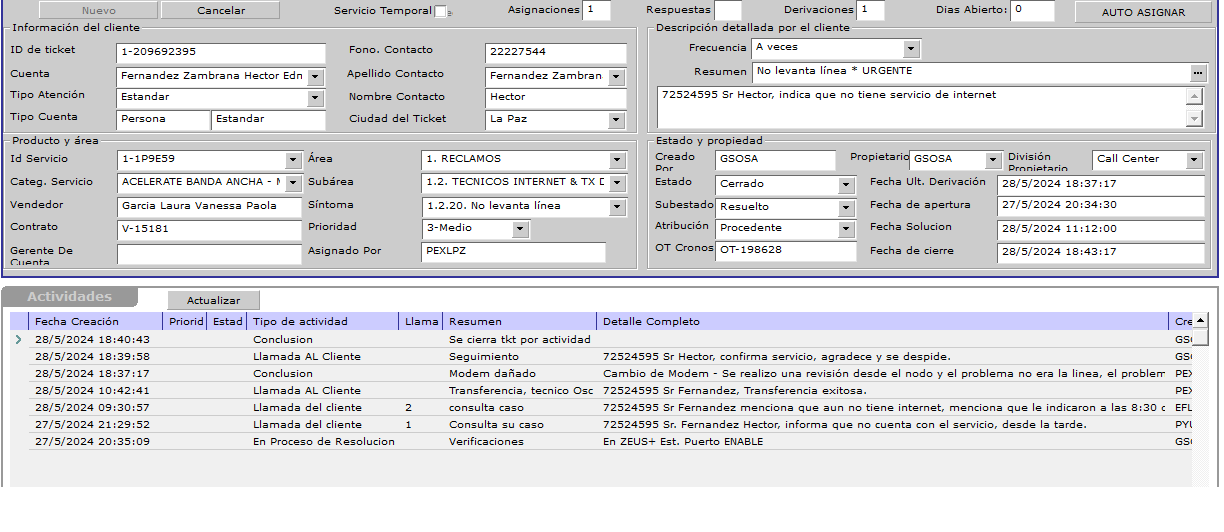 Nuevo Cancelar Servicio Temporal Asignaciones 1 Respuestas Derivaciones 1 Dias Abierto: 0 AUTO ASIGNAR
Información del cliente
ID de ticket 1-209692395 Fono. Contacto 22227544
Cuenta Fernandez Zambrana Hector Edn Apellido Contacto Fernandez Zambran
Tipo Atención Estandar Nombre Contacto Hector
Tipo Cuenta Persona Estandar Ciudad del Ticket La Paz
Descripción detallada por el cliente
Frecuencia A veces
Resumen No levanta línea * URGENTE
72524595 Sr Hector, indica que no tiene servicio de internet
Producto y área
Id Servicio 1-1P9E59 Área 1. RECLAMOS
Categ. Servicio ACELERATE BANDA ANCHA - Subárea 1.2. TECNICOS INTERNET & TX
Vendedor Garcia Laura Vanessa Paola Síntoma 1.2.20. No levanta línea
Contrato V-15181 Prioridad 3-Medio
Gerente De Cuenta Asignado Por PEXLPZ
Estado y propiedad
Creado Por GSOSA Propietario GSOSA División Propietario Call Center
Estado Cerrado Fecha Ult. Derivación 28/5/2024 18:37:17
Subestado Resuelto Fecha de apertura 27/5/2024 20:34:30
Atribución Procedente Fecha Solucion 28/5/2024 11:12:00
OT Cronos OT-198628 Fecha de cierre 28/5/2024 18:43:17
Actividades Actualizar
Fecha Creación Priorid Estad Tipo de actividad Llama Resumen Detalle Completo Cre
28/5/2024 18:40:43 Conclusion Se cierra tkt por actividad GSO
28/5/2024 18:39:58 Llamada AL Cliente Seguimiento 72524595 Sr Hector, confirma servicio, agradece y se despide. GSO
28/5/2024 18:37:17 Conclusion Modem dañado Cambio de Modem - Se realizo una revisión desde el nodo y el problema no era la linea, el problem PEX
28/5/2024 10:42:41 Llamada AL Cliente Transferencia, tecnico Osc 72524595 Sr Fernandez, Transferencia exitosa. PEX
28/5/2024 09:30:57 Llamada del cliente 2 consulta caso 72524595 Sr Fernandez menciona que aun no tiene internet, menciona que le indicaron a las 8:30 EFL
27/5/2024 21:29:52 Llamada del cliente 1 Consulta su caso 72524595 Sr. Fernandez Hector, informa que no cuenta con el servicio, desde la tarde. PYU
27/5/2024 20:35:09 En Proceso de Resolucion Verificaciones En ZEUS+ Est. Puerto ENABLE GSO